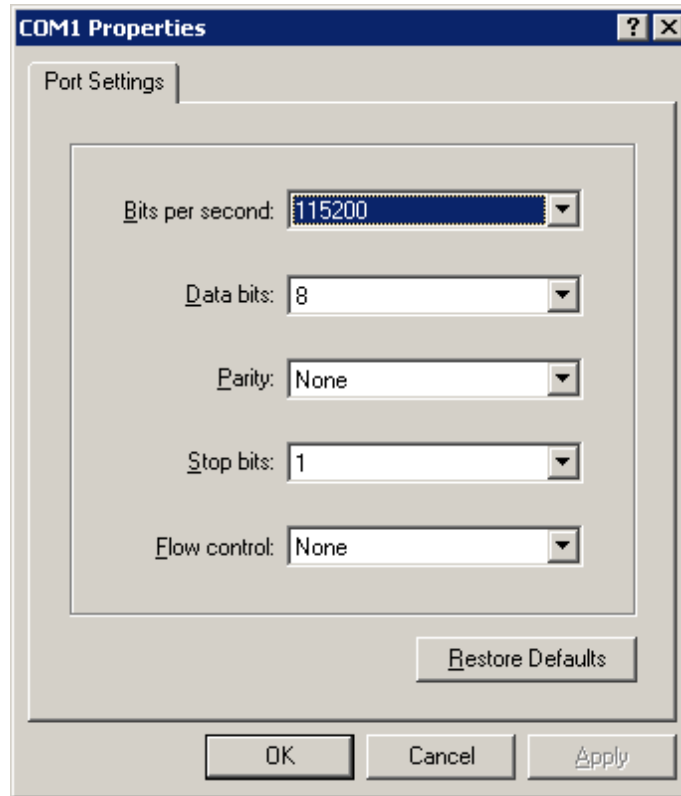 COM1 Properties
Port Settings
Bits per second: 115200
Data bits: 8
Parity: None
Stop bits: 1
Flow control: None
Restore Defaults
OK Cancel Apply